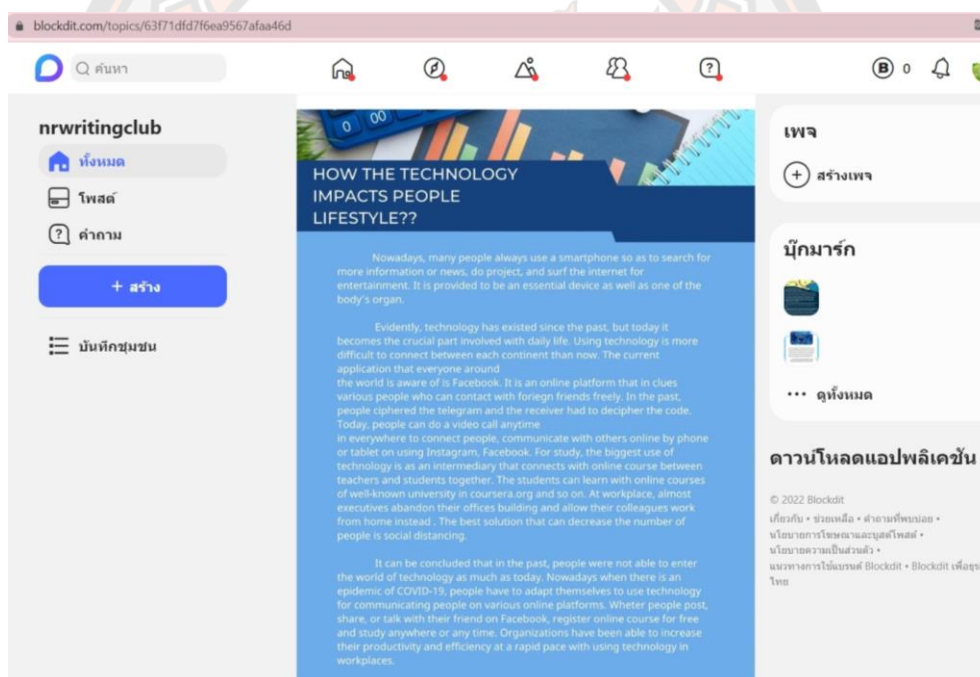 blockdit.com/topics/63f71dfd7f6ea9567afaa46d
ค้นหา
B 0
nrwritingclub
ทั้งหมด
โพสต์
คำถาม
+ สร้าง
บันทึกชุมชน
HOW THE TECHNOLOGY
IMPACTS PEOPLE
LIFESTYLE??
Nowadays, many people always use a smartphone so as to search for
more information or news, do project, and surf the internet for
entertainment. It is provided to be an essential device as well as one of the
body's organ.
Evidently, technology has existed since the past, but today it
becomes the crucial part involved with daily life. Using technology is more
difficult to connect between each continent than now. The current
application that everyone around
the world is aware of is Facebook. It is an online platform that in clues
various people who can contact with foriegn friends freely. In the past,
people ciphered the telegram and the receiver had to decipher the code.
Today, people can do a video call anytime
in everywhere to connect people, communicate with others online by phone
or tablet on using Instagram, Facebook. For study, the biggest use of
technology is as an intermediary that connects with online course between
teachers and students together. The students can learn with online courses
of well-known university in coursera.org and so on. At workplace, almost
executives abandon their offices building and allow their colleagues work
from home instead . The best solution that can decrease the number of
people is social distancing.
It can be concluded that in the past, people were not able to enter
the world of technology as much as today. Nowadays when there is an
epidemic of COVID-19, people have to adapt themselves to use technology
for communicating people on various online platforms. Wheter people post,
share, or talk with their friend on Facebook, register online course for free
and study anywhere or any time. Organizations have been able to increase
their productivity and efficiency at a rapid pace with using technology in
workplaces.
เพจ
+ สร้างเพจ
บุ๊กมาร์ก
••• ดูทั้งหมด
ดาวน์โหลดแอปพลิเคชัน
© 2022 Blockdit
เกี่ยวกับ • ช่วยเหลือ • คำถามที่พบบ่อย •
นโยบายการโฆษณาและบูสต์โพสต์ •
นโยบายความเป็นส่วนตัว •
แนวทางการใช้แบรนด์ Blockdit • Blockdit เพื่อธุร
ไทย